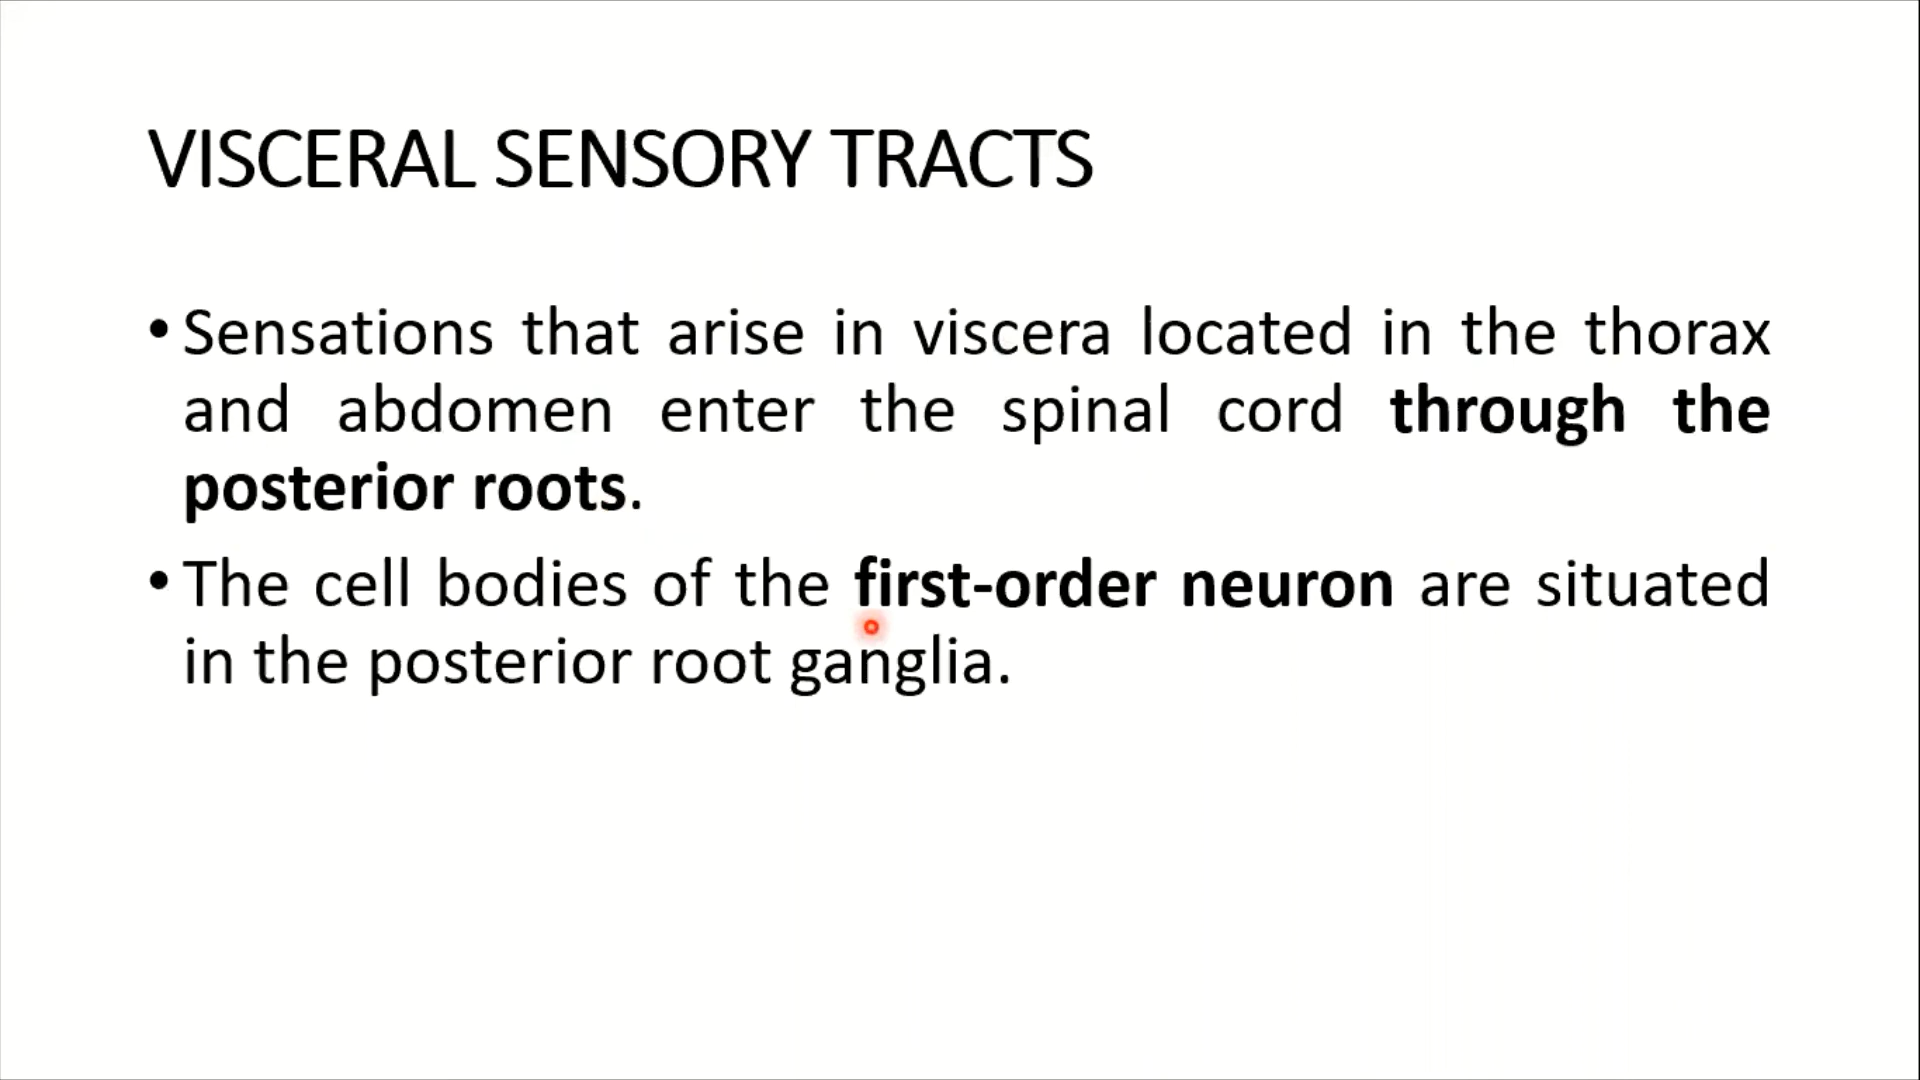 VISCERAL SENSORY TRACTS
• Sensations that arise in viscera located in the thorax
and abdomen enter the spinal cord through the
posterior roots.
• The cell bodies of the first-order neuron are situated
in the posterior root ganglia.